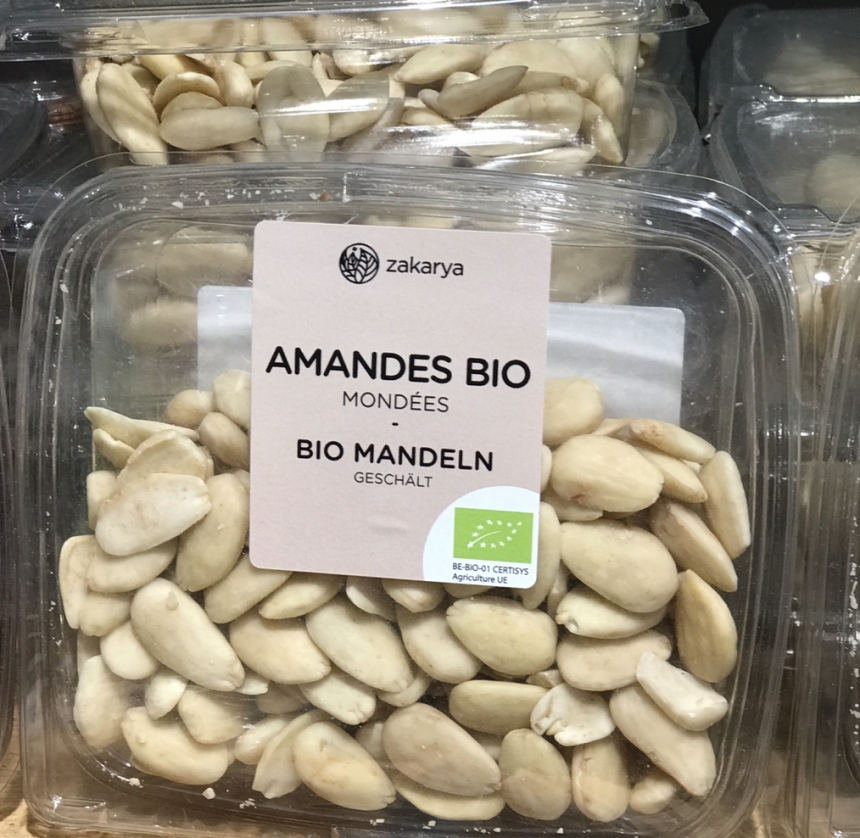 zakarya
AMANDES BIO
MONDÉES
-
BIO MANDELN
GESCHÄLT
BE-BIO-01 CERTISYS
Agriculture UE